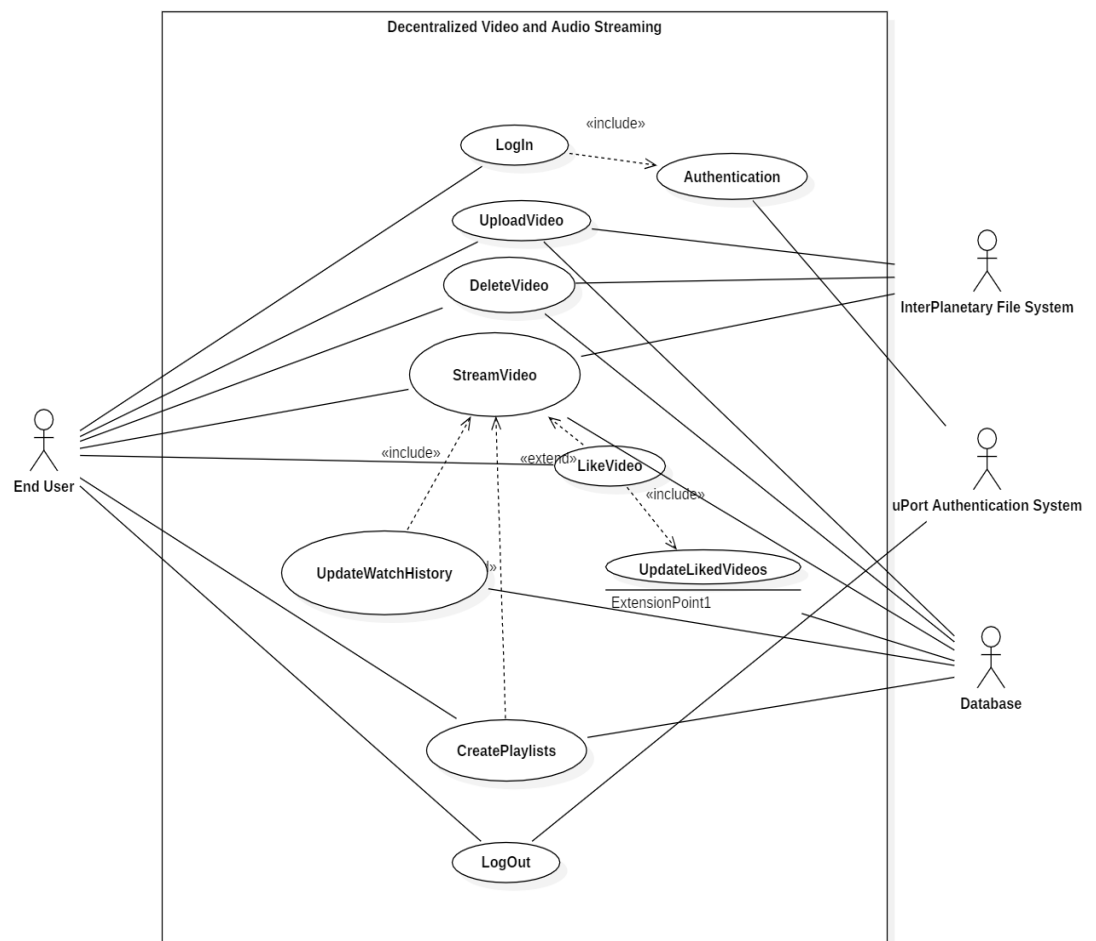 Decentralized Video and Audio Streaming
«include»
LogIn
Authentication
UploadVideo
DeleteVideo
InterPlanetary File System
StreamVideo
«include»
«extend»
LikeVideo
End User
«include»
uPort Authentication System
UpdateWatchHistory
UpdateLikedVideos
ExtensionPoint1
Database
CreatePlaylists
LogOut